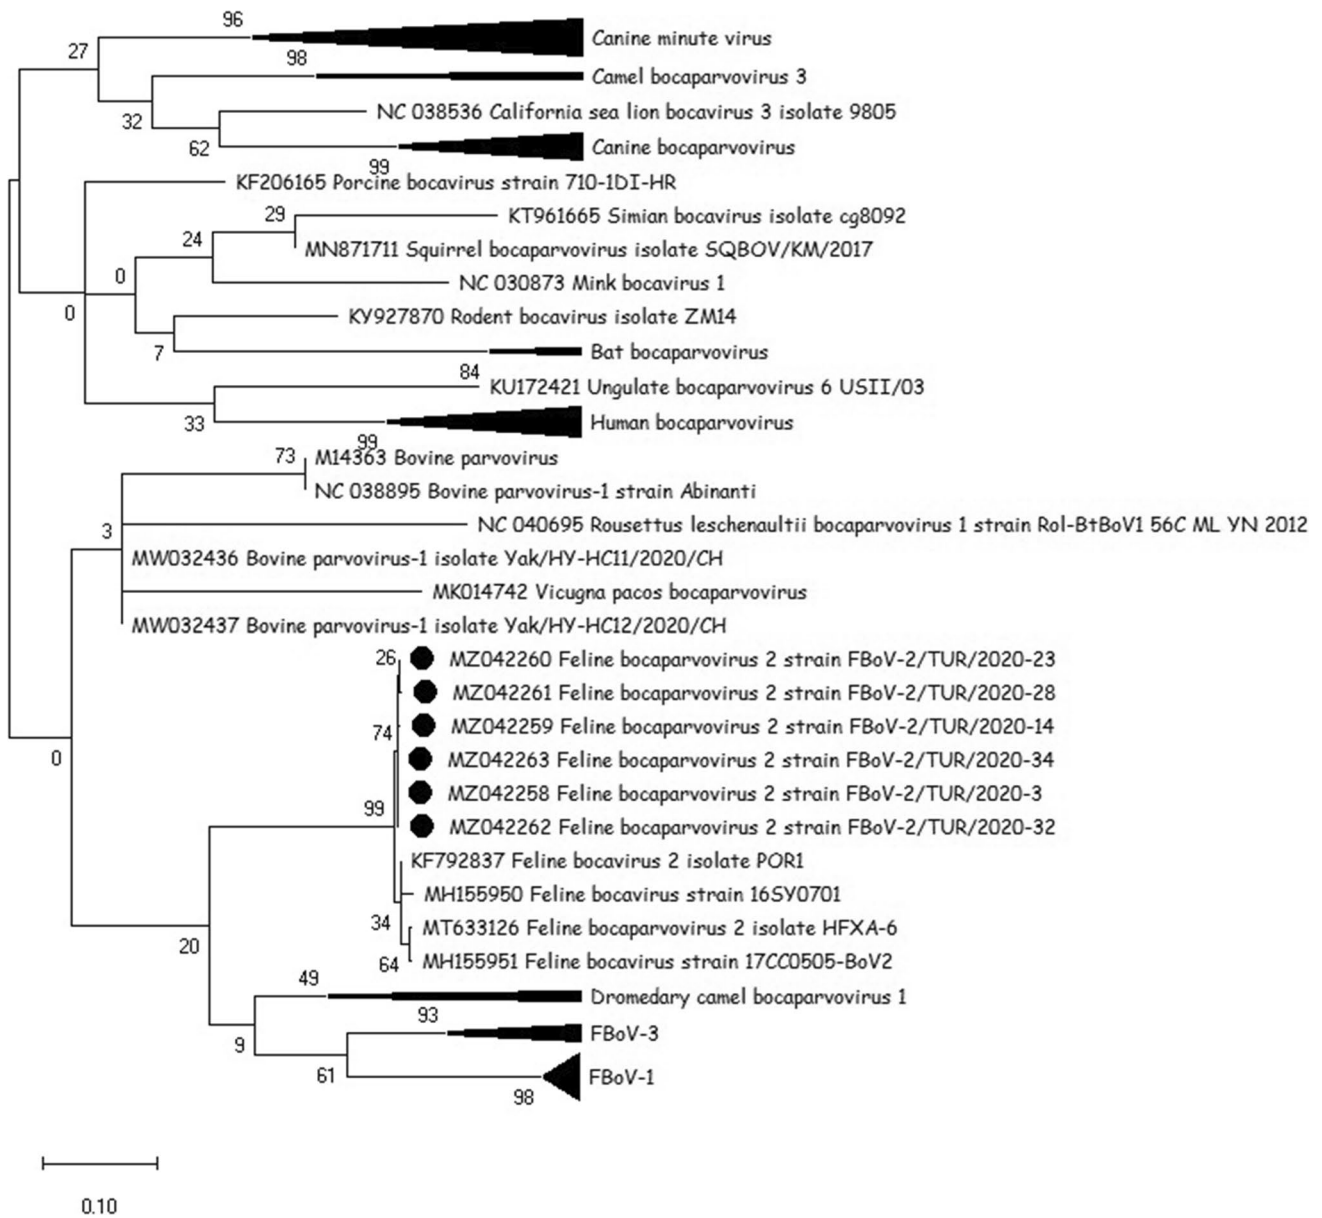 96
Canine minute virus
27
98
Camel bocaparvovirus 3
NC 038536 California sea lion bocavirus 3 isolate 9805
32
62
Canine bocaparvovirus
99
KF206165 Porcine bocavirus strain 710-1DI-HR
29
KT961665 Simian bocavirus isolate cg8092
24
MN871711 Squirrel bocaparvovirus isolate SQBOV/KM/2017
0
NC 030873 Mink bocavirus 1
0
KY927870 Rodent bocavirus isolate ZM14
7
Bat bocaparvovirus
84
KU172421 Ungulate bocaparvovirus 6 USII/03
33
Human bocaparvovirus
99
73
M14363 Bovine parvovirus
NC 038895 Bovine parvovirus-1 strain Abinanti
3
NC 040695 Rousettus leschenaultii bocaparvovirus 1 strain Rol-BtBoV1 56C ML YN 2012
MW032436 Bovine parvovirus-1 isolate Yak/HY-HC11/2020/CH
MK014742 Vicugna pacos bocaparvovirus
MW032437 Bovine parvovirus-1 isolate Yak/HY-HC12/2020/CH
26
MZ042260 Feline bocaparvovirus 2 strain FBoV-2/TUR/2020-23
MZ042261 Feline bocaparvovirus 2 strain FBoV-2/TUR/2020-28
74
MZ042259 Feline bocaparvovirus 2 strain FBoV-2/TUR/2020-14
0
MZ042263 Feline bocaparvovirus 2 strain FBoV-2/TUR/2020-34
MZ042258 Feline bocaparvovirus 2 strain FBoV-2/TUR/2020-3
99
MZ042262 Feline bocaparvovirus 2 strain FBoV-2/TUR/2020-32
KF792837 Feline bocavirus 2 isolate POR1
MH155950 Feline bocavirus strain 16SY0701
34
MT633126 Feline bocaparvovirus 2 isolate HFXA-6
20
64
MH155951 Feline bocavirus strain 17CC0505-BoV2
49
Dromedary camel bocaparvovirus 1
93
FBoV-3
9
61
FBoV-1
98
0.10